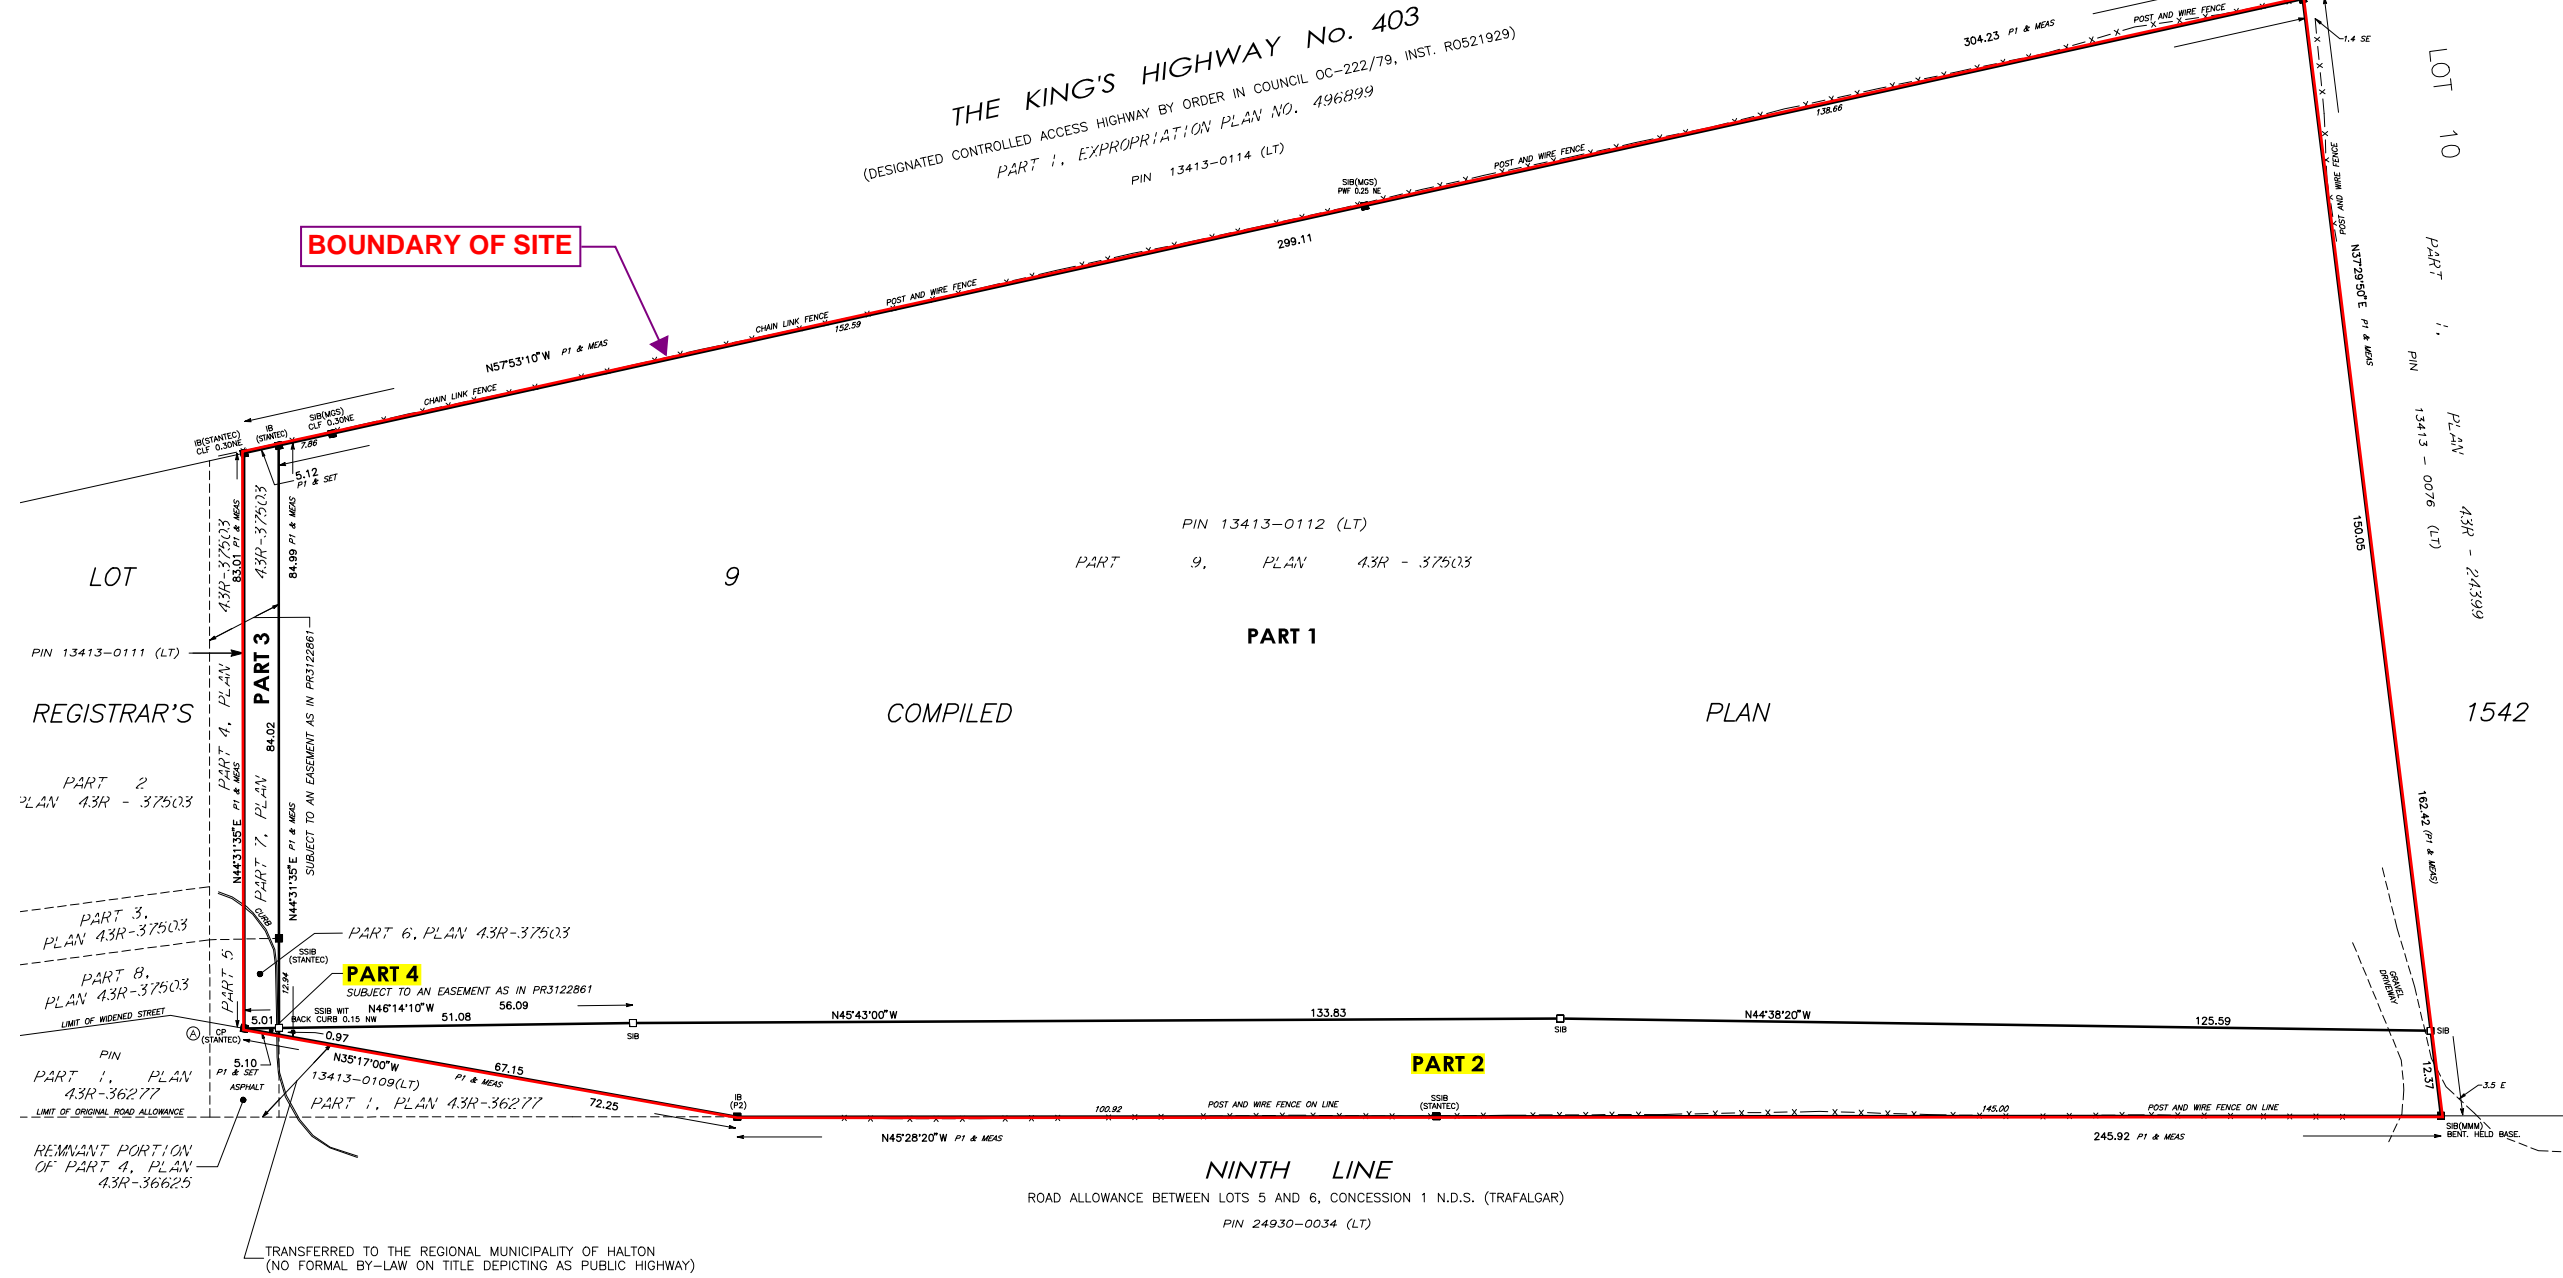 THE KING'S HIGHWAY No. 403
(DESIGNATED CONTROLLED ACCESS HIGHWAY BY ORDER IN COUNCIL OC-222/79, INST. RO521929)
PART 1, EXPROPRIATION PLAN NO. 496899
PIN 13413-0114 (LT)
304.23 P1 & MEAS
POST AND WIRE FENCE
1.4 SE
138.66
POST AND WIRE FENCE
SIB(MGS)
PWF 0.25 NE
299.11
BOUNDARY OF SITE
POST AND WIRE FENCE
CHAIN LINK FENCE
152.59
N57°53'10"W P1 & MEAS
CHAIN LINK FENCE
SIB(MGS)
CLF 0.30NE
IB
(STANTEC)
IB(STANTEC)
CLF 0.30NE
7.86
5.12
P1 & SET
LOT 10
PART 1, PLAN 43R - 24399
PIN 13413 - 0076 (LT)
POST AND WIRE FENCE
N37°29'50"E P1 & MEAS
150.05
162.42 (P1 & MEAS)
PIN 13413-0112 (LT)
PART 9, PLAN 43R - 37503
LOT 9
PART 1
REGISTRAR'S COMPILED PLAN 1542
PIN 13413-0111 (LT)
PART 4, PLAN 43R-37503
83.01 P1 & MEAS
N44°31'35"E P1 & MEAS
PART 7, PLAN 43R-37503
PART 3
84.02
84.99 P1 & MEAS
N44°31'35"E P1 & MEAS
SUBJECT TO AN EASEMENT AS IN PR3122861
PART 2
PLAN 43R - 37503
PART 3,
PLAN 43R-37503
PART 8,
PLAN 43R-37503
PART 5
CURB
PART 6, PLAN 43R-37503
SSIB
(STANTEC)
12.94
PART 4
SUBJECT TO AN EASEMENT AS IN PR3122861
LIMIT OF WIDENED STREET
A
CP
(STANTEC)
5.01
SSIB WIT
BACK CURB 0.15 NW
N46°14'10"W
56.09
51.08
SIB
N45°43'00"W
133.83
SIB
N44°38'20"W
125.59
SIB
GRAVEL
DRIVEWAY
0.97
N35°17'00"W
67.15
P1 & MEAS
72.25
5.10
P1 & SET
ASPHALT
PIN
13413-0109(LT)
PART 1, PLAN
43R-36277
PART 1, PLAN 43R-36277
LIMIT OF ORIGINAL ROAD ALLOWANCE
PART 2
12.37
3.5 E
IB
(P2)
100.92
POST AND WIRE FENCE ON LINE
SSIB
(STANTEC)
145.00
POST AND WIRE FENCE ON LINE
SIB(MMM)
BENT. HELD BASE.
N45°28'20"W P1 & MEAS
245.92 P1 & MEAS
REMNANT PORTION
OF PART 4, PLAN
43R-36625
NINTH LINE
ROAD ALLOWANCE BETWEEN LOTS 5 AND 6, CONCESSION 1 N.D.S. (TRAFALGAR)
PIN 24930-0034 (LT)
TRANSFERRED TO THE REGIONAL MUNICIPALITY OF HALTON
(NO FORMAL BY-LAW ON TITLE DEPICTING AS PUBLIC HIGHWAY)